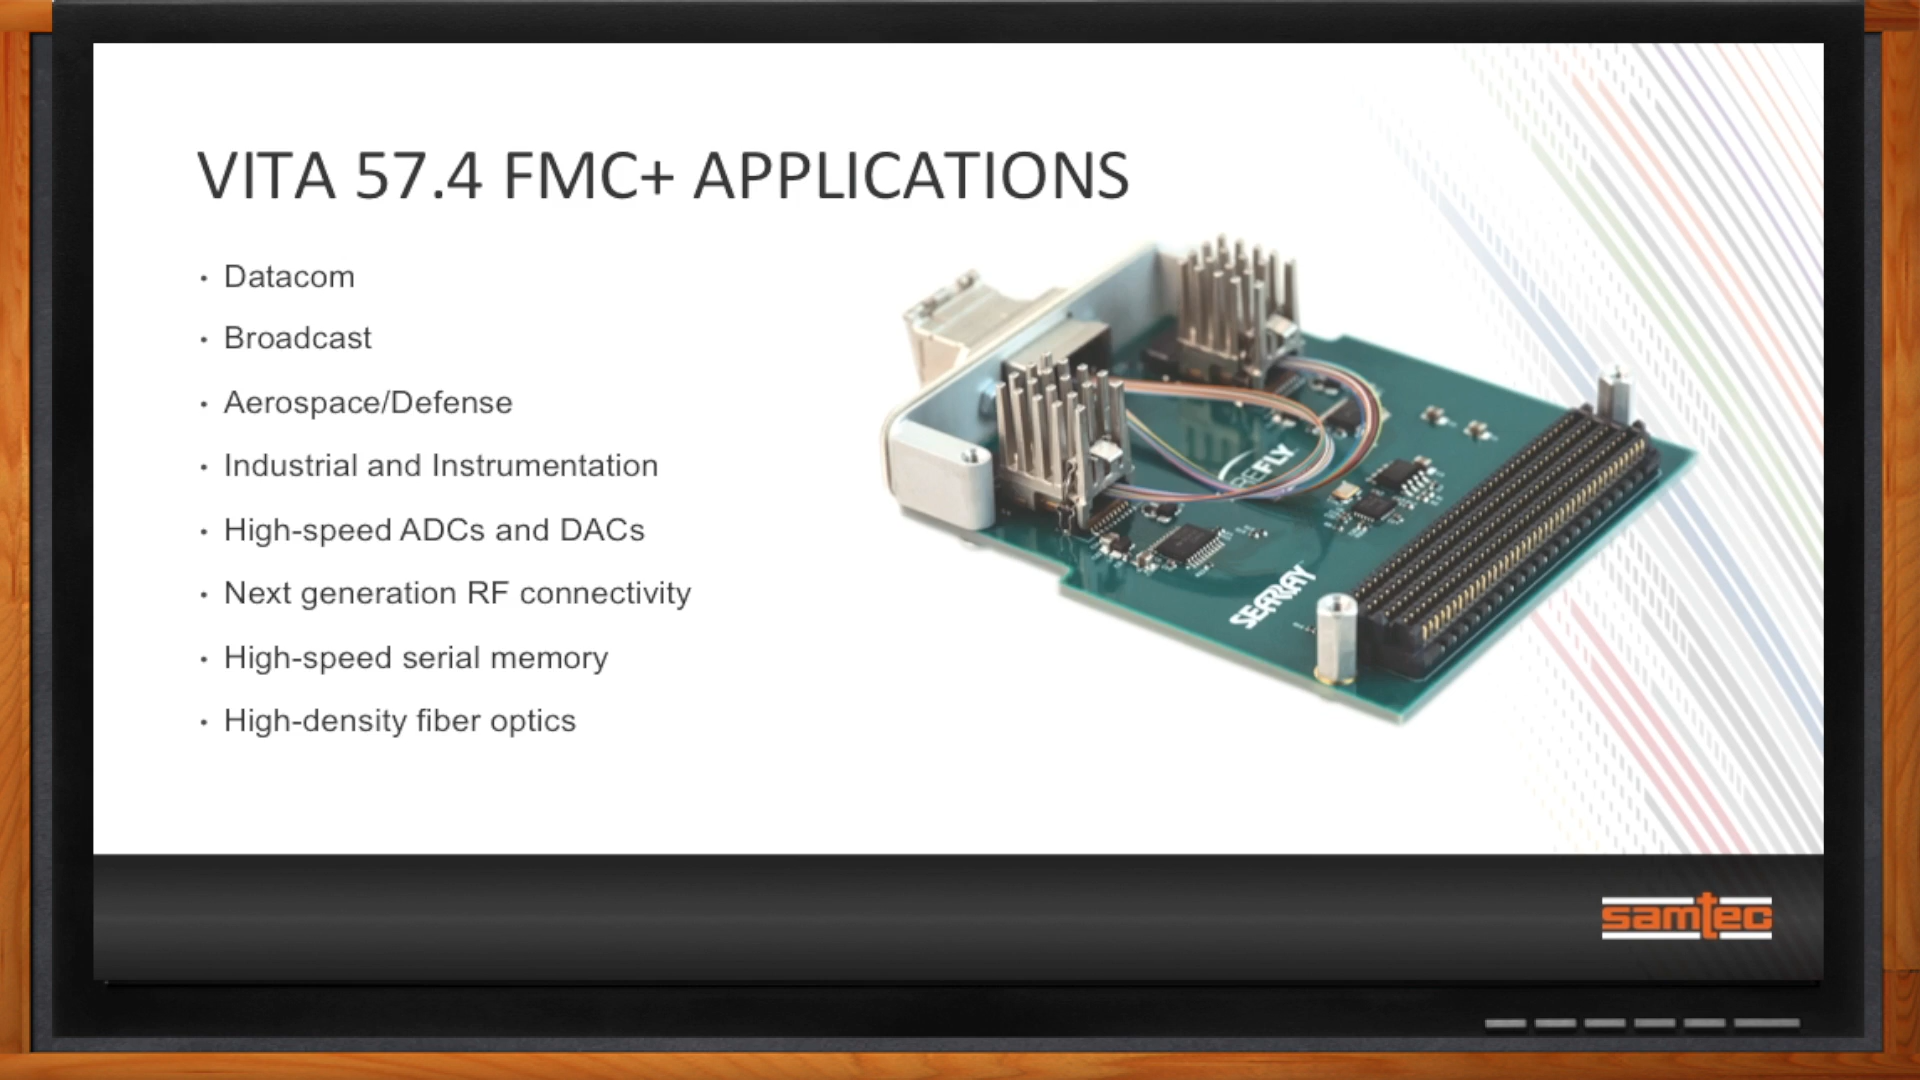 VITA 57.4 FMC+ APPLICATIONS
• Datacom
• Broadcast
• Aerospace/Defense
• Industrial and Instrumentation
• High-speed ADCs and DACs
• Next generation RF connectivity
• High-speed serial memory
• High-density fiber optics
REFLY
SEARAY
samtec